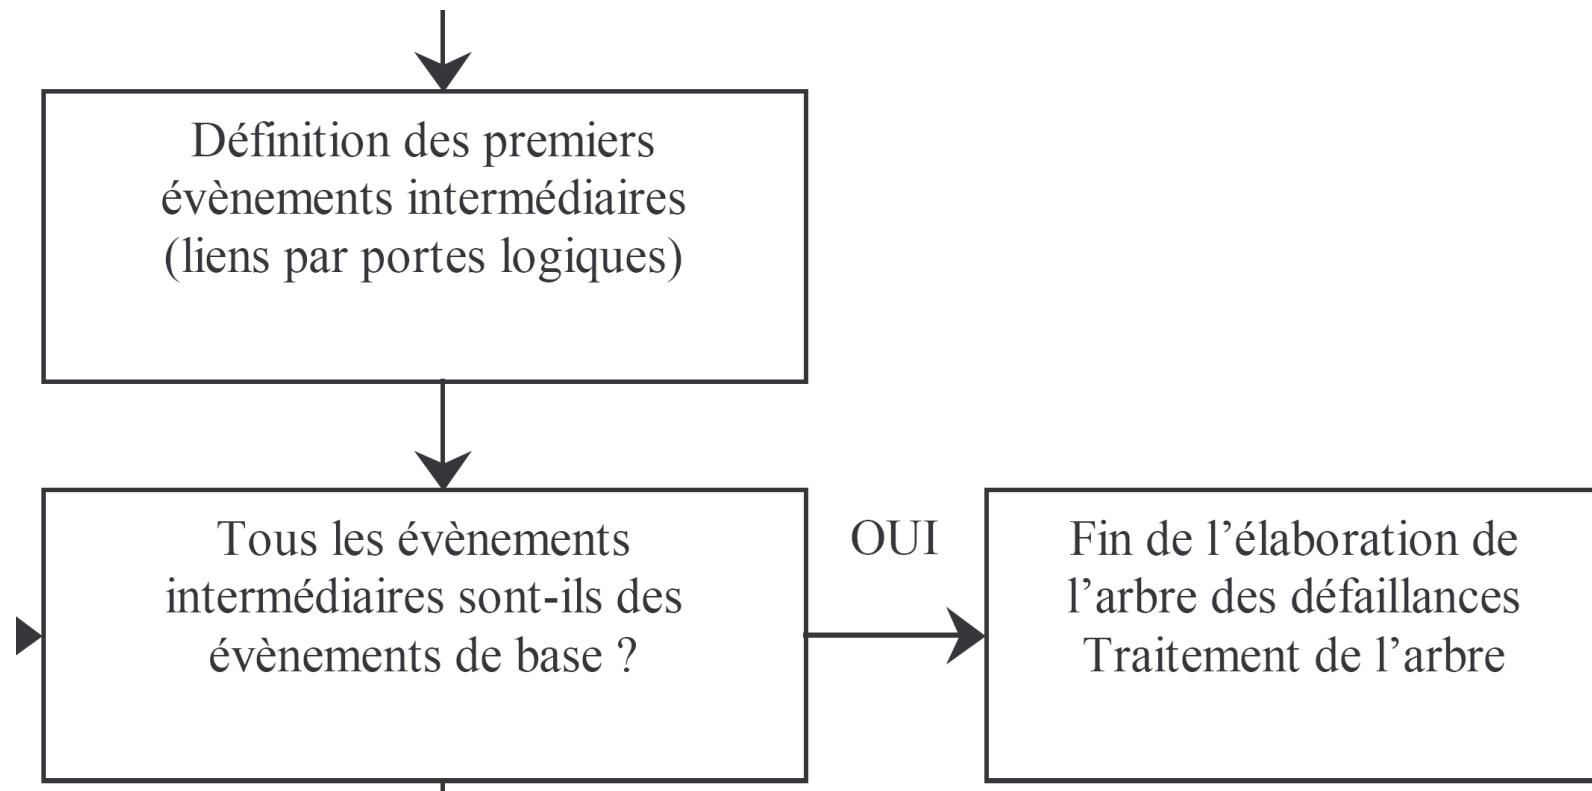 Définition des premiers
évènements intermédiaires
(liens par portes logiques)
Tous les évènements
intermédiaires sont-ils des
évènements de base ?
OUI
Fin de l’élaboration de
l’arbre des défaillances
Traitement de l’arbre